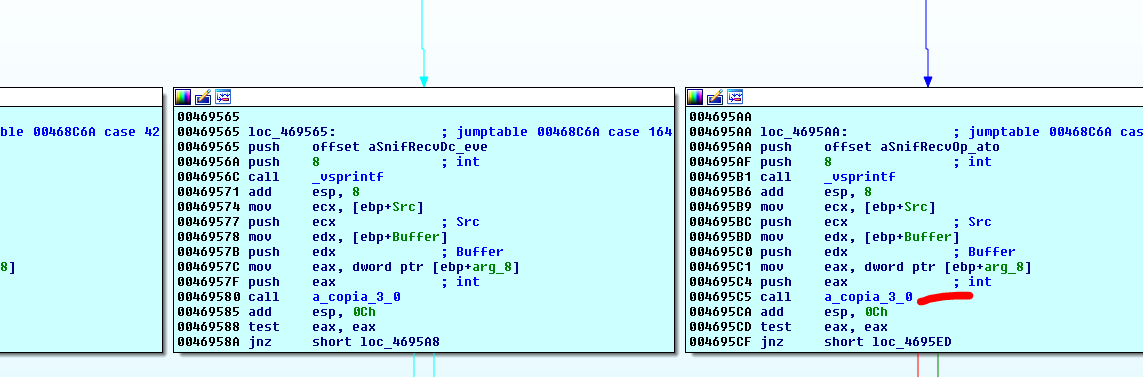 ble 00468C6A case 42
8]
00469565
00469565 loc_469565: ; jumptable 00468C6A case 164
00469565 push offset aSnifRecvDc_eve
0046956A push 8 ; int
0046956C call _vsprintf
00469571 add esp, 8
00469574 mov ecx, [ebp+Src]
00469577 push ecx ; Src
00469578 mov edx, [ebp+Buffer]
0046957B push edx ; Buffer
0046957C mov eax, dword ptr [ebp+arg_8]
0046957F push eax ; int
00469580 call a_copia_3_0
00469585 add esp, 0Ch
00469588 test eax, eax
0046958A jnz short loc_4695A8
004695AA
004695AA loc_4695AA: ; jumptable 00468C6A cas
004695AA push offset aSnifRecvOp_ato
004695AF push 8 ; int
004695B1 call _vsprintf
004695B6 add esp, 8
004695B9 mov ecx, [ebp+Src]
004695BC push ecx ; Src
004695BD mov edx, [ebp+Buffer]
004695C0 push edx ; Buffer
004695C1 mov eax, dword ptr [ebp+arg_8]
004695C4 push eax ; int
004695C5 call a_copia_3_0
004695CA add esp, 0Ch
004695CD test eax, eax
004695CF jnz short loc_4695ED